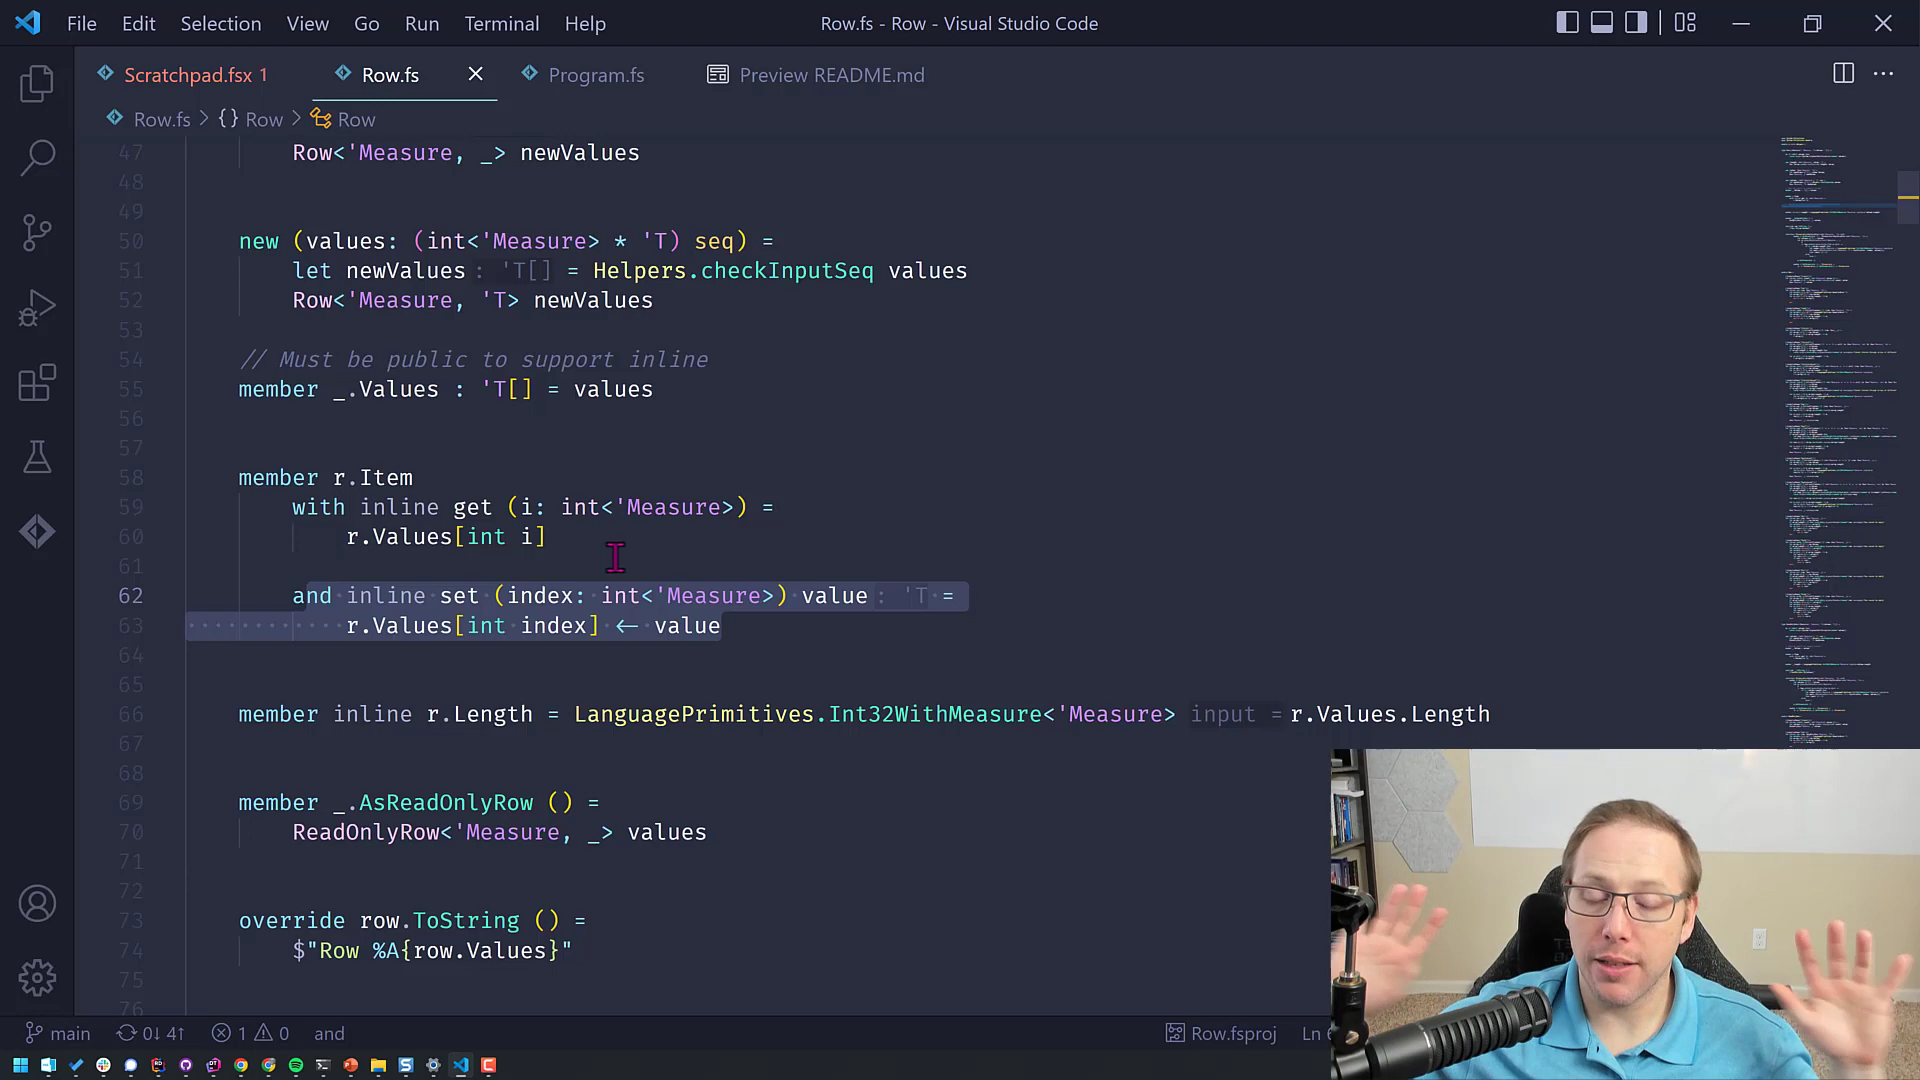 File Edit Selection View Go Run Terminal Help
Row.fs - Row - Visual Studio Code
Scratchpad.fsx 1
Row.fs
Program.fs
Preview README.md
Row.fs > {} Row > Row
47 Row<'Measure, _> newValues
48
49
50 new (values: (int<'Measure> * 'T) seq) =
51 let newValues: 'T[] = Helpers.checkInputSeq values
52 Row<'Measure, 'T> newValues
53
54 // Must be public to support inline
55 member _.Values : 'T[] = values
56
57
58 member r.Item
59 with inline get (i: int<'Measure>) =
60 r.Values[int i]
61
62 and inline set (index: int<'Measure>) value: 'T =
63 r.Values[int index] <- value
64
65
66 member inline r.Length = LanguagePrimitives.Int32WithMeasure<'Measure> input = r.Values.Length
67
68
69 member _.AsReadOnlyRow () =
70 ReadOnlyRow<'Measure, _> values
71
72
73 override row.ToString () =
74 $"Row %A{row.Values}"
75
76
main 0↓ 4↑ 1 0 and
Row.fsproj Ln